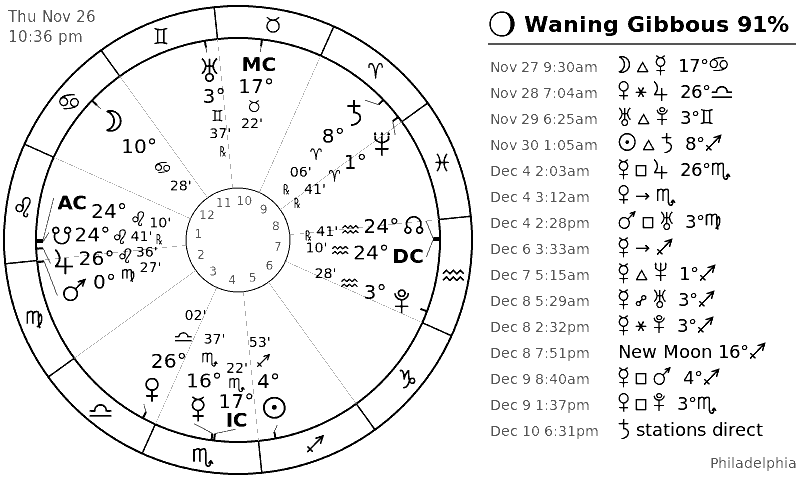 Thu Nov 26
10:36 pm
Waning Gibbous 91%
Nov 27 9:30am ☽ △ ☿ 17°♋
Nov 28 7:04am ♀ ⚹ ♃ 26°♎
Nov 29 6:25am ♅ △ ♇ 3°♊
Nov 30 1:05am ☉ △ ♄ 8°♐
Dec 4 2:03am ☿ □ ♃ 26°♏
Dec 4 3:12am ♀ → ♏
Dec 4 2:28pm ♂ □ ♅ 3°♍
Dec 6 3:33am ☿ → ♐
Dec 7 5:15am ☿ △ ♆ 1°♐
Dec 8 5:29am ☿ ☍ ♅ 3°♐
Dec 8 2:32pm ☿ ⚹ ♇ 3°♐
Dec 8 7:51pm New Moon 16°♐
Dec 9 8:40am ☿ □ ♂ 4°♐
Dec 9 1:37pm ♀ □ ♇ 3°♏
Dec 10 6:31pm ♄ stations direct
Philadelphia
♊ ♉ ♈ ♓ ♒ ♑ ♐ ♏ ♎ ♍ ♌ ♋
♅ 3° ♊ 37' ℞
MC 17° ♉ 22'
♄ 8° ♈ 06' ℞
♆ 1° ♈ 41' ℞
☽ 10° ♋ 28'
AC 24° ♌ 10'
☋ 24° ♌ 41' ℞
♃ 26° ♌ 36'
♂ 0° ♍ 27'
☊ 24° ♒ 41' ℞
DC 24° ♒ 10'
♇ 3° ♒ 28'
♀ 26° ♎ 02'
☿ 16° ♏ 37'
IC 17° ♏ 22'
☉ 4° ♐ 53'
1 2 3 4 5 6 7 8 9 10 11 12